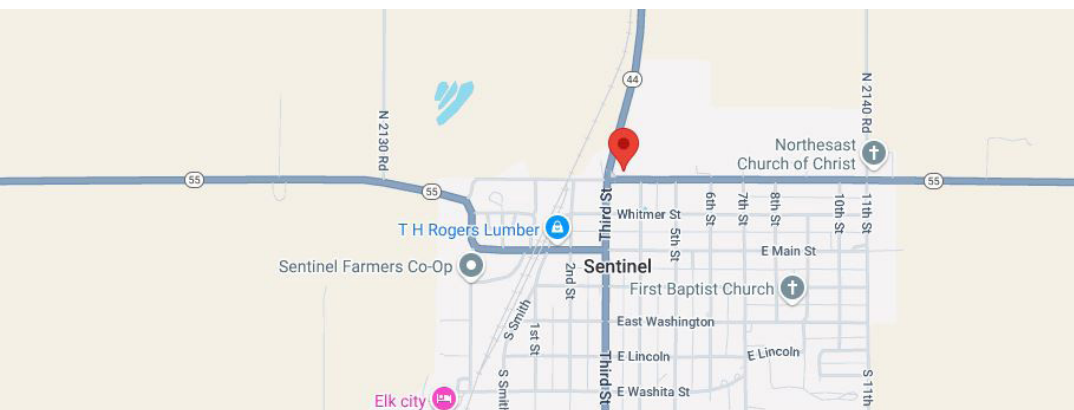 44
N 2130 Rd
N 2140 Rd
Northesast
Church of Christ
55
55
55
Third St
Whitmer St
5th St
6th St
7th St
8th St
10th St
11th St
T H Rogers Lumber
E Main St
Sentinel Farmers Co-Op
2nd St
Sentinel
First Baptist Church
S Smith
1st St
East Washington
E Lincoln
E Lincoln
Third St
S Smith
S 11th
Elk city
E Washita St